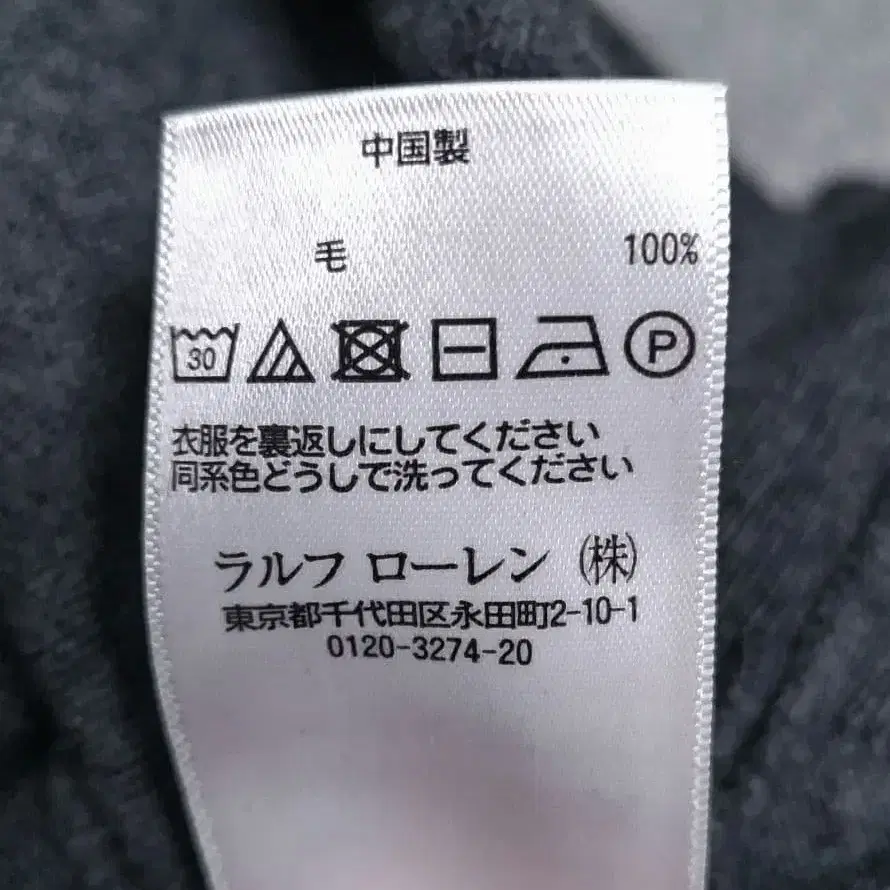 中国製
毛 100%
30 P
衣服を裏返しにしてください
同系色どうしで洗ってください
ラルフ ローレン (株)
東京都千代田区永田町2-10-1
0120-3274-20